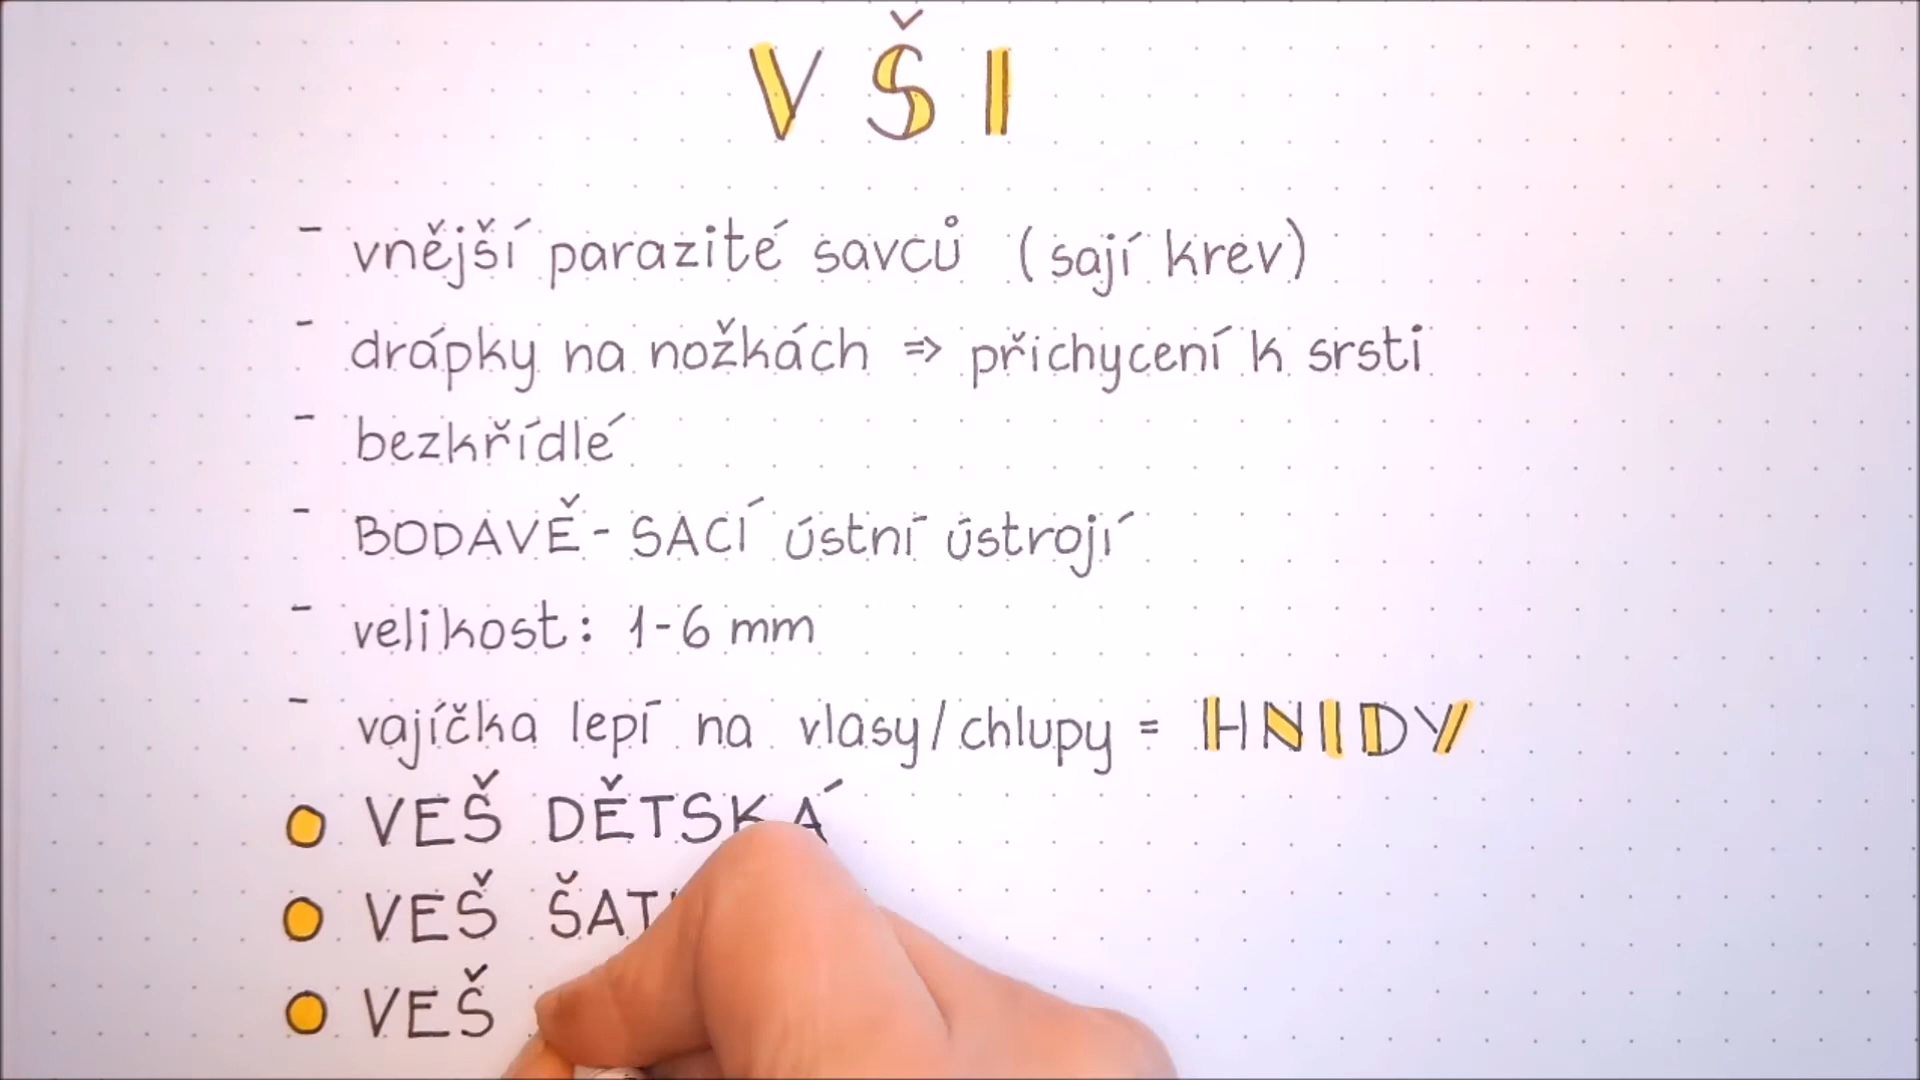 VŠI
- vnější parazité savců (sají krev)
- drápky na nožkách => přichycení k srsti
- bezkřídlé
- BODAVĚ-SACÍ ústní ústrojí
- velikost: 1-6 mm
- vajíčka lepí na vlasy/chlupy = HNIDY
VEŠ DĚTSKÁ
VEŠ
VEŠ